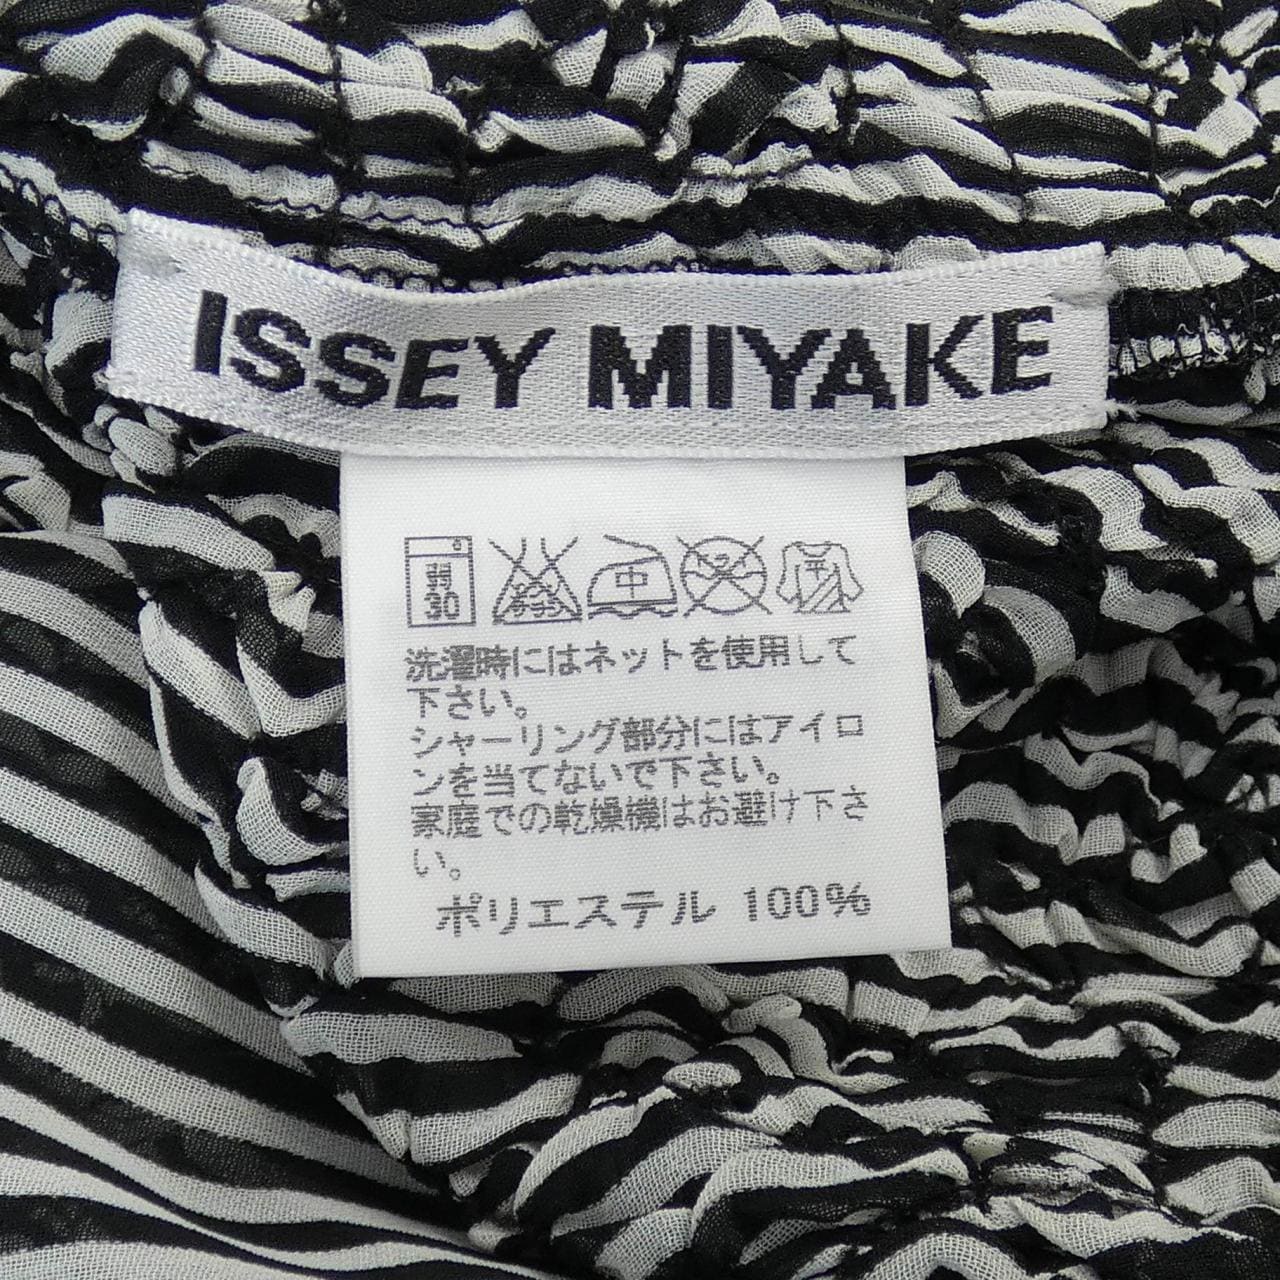 ISSEY MIYAKE
弱
30
中
洗濯時にはネットを使用して
下さい。
シャーリング部分にはアイロ
ンを当てないで下さい。
家庭での乾燥機はお避け下さ
い。
ポリエステル 100%